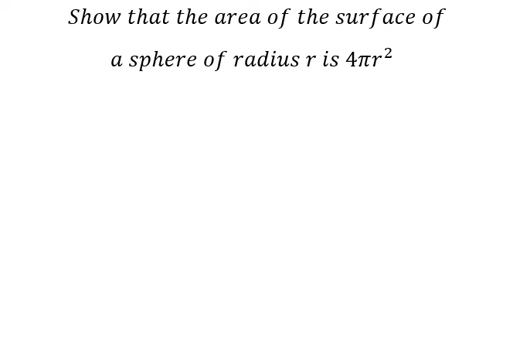 Show that the area of the surface of
a sphere of radius r is 4πr²